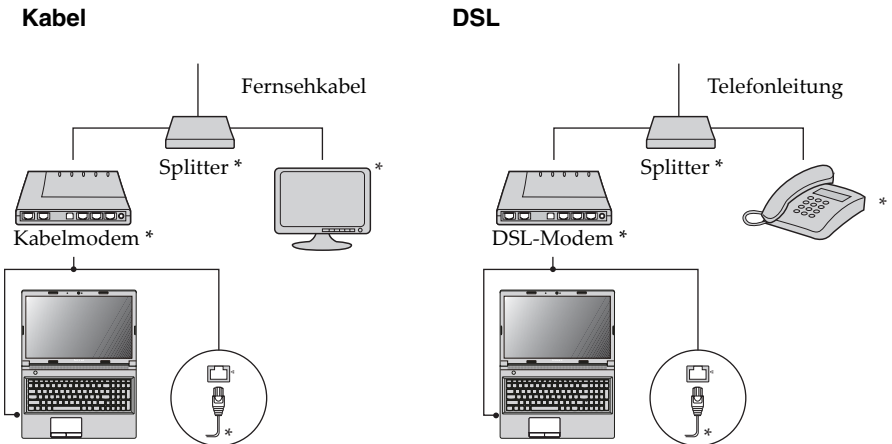 Kabel
Fernsehkabel
Splitter *
*
Kabelmodem *
*
DSL
Telefonleitung
Splitter *
*
DSL-Modem *
*